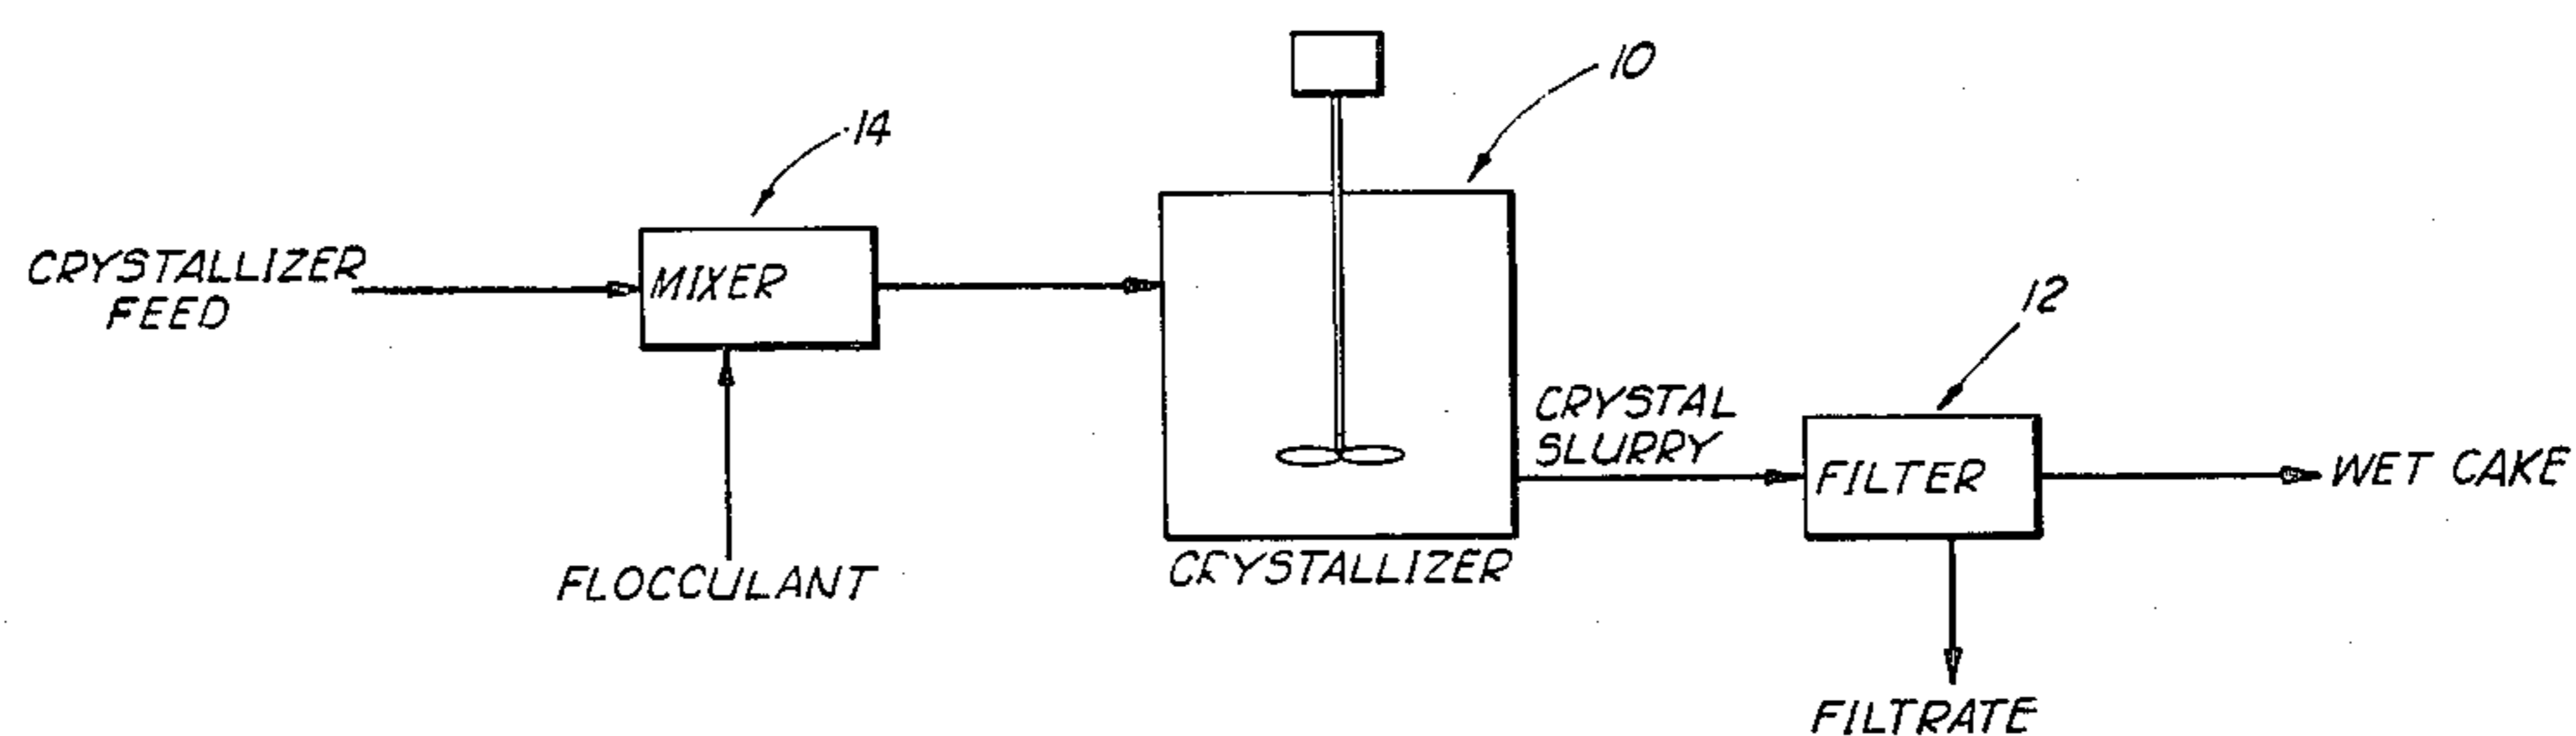 10
14
CRYSTALLIZER
FEED
MIXER
12
CRYSTAL
SLURRY
FILTER
WET CAKE
FLOCCULANT
CRYSTALLIZER
FILTRATE